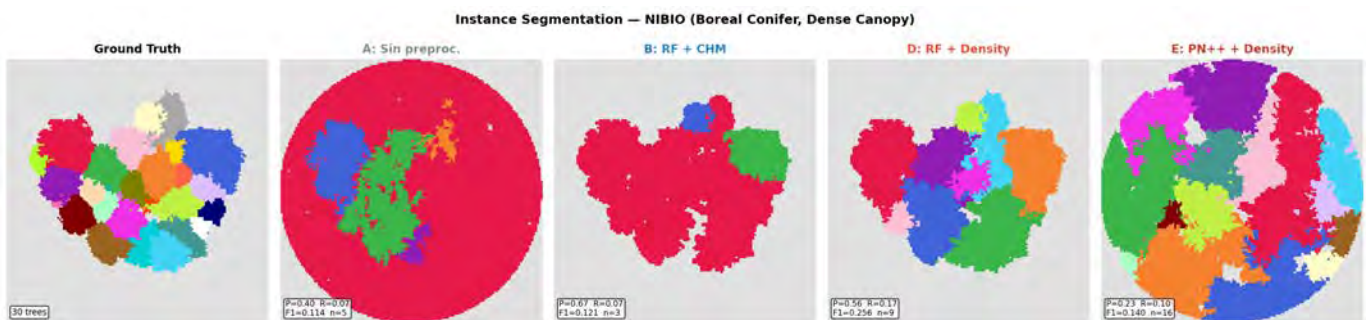 Instance Segmentation — NIBIO (Boreal Conifer, Dense Canopy)
Ground Truth
A: Sin preproc.
B: RF + CHM
D: RF + Density
E: PN++ + Density
30 trees
P=0.40 R=0.07
F1=0.114 n=5
P=0.67 R=0.07
F1=0.121 n=3
P=0.56 R=0.17
F1=0.256 n=9
P=0.23 R=0.10
F1=0.140 n=16